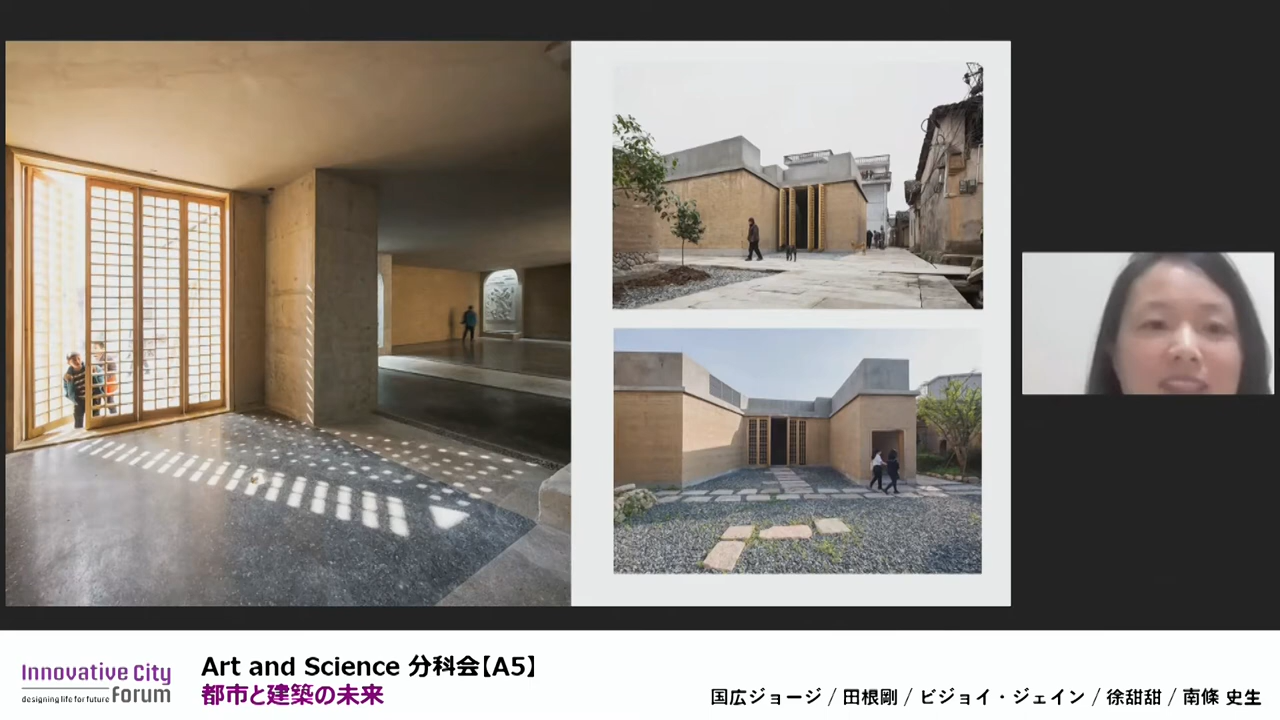 Innovative City
designing life for future Forum
Art and Science 分科会【A5】
都市と建築の未来
国広ジョージ / 田根剛 / ビジョイ・ジェイン / 徐甜甜 / 南條 史生